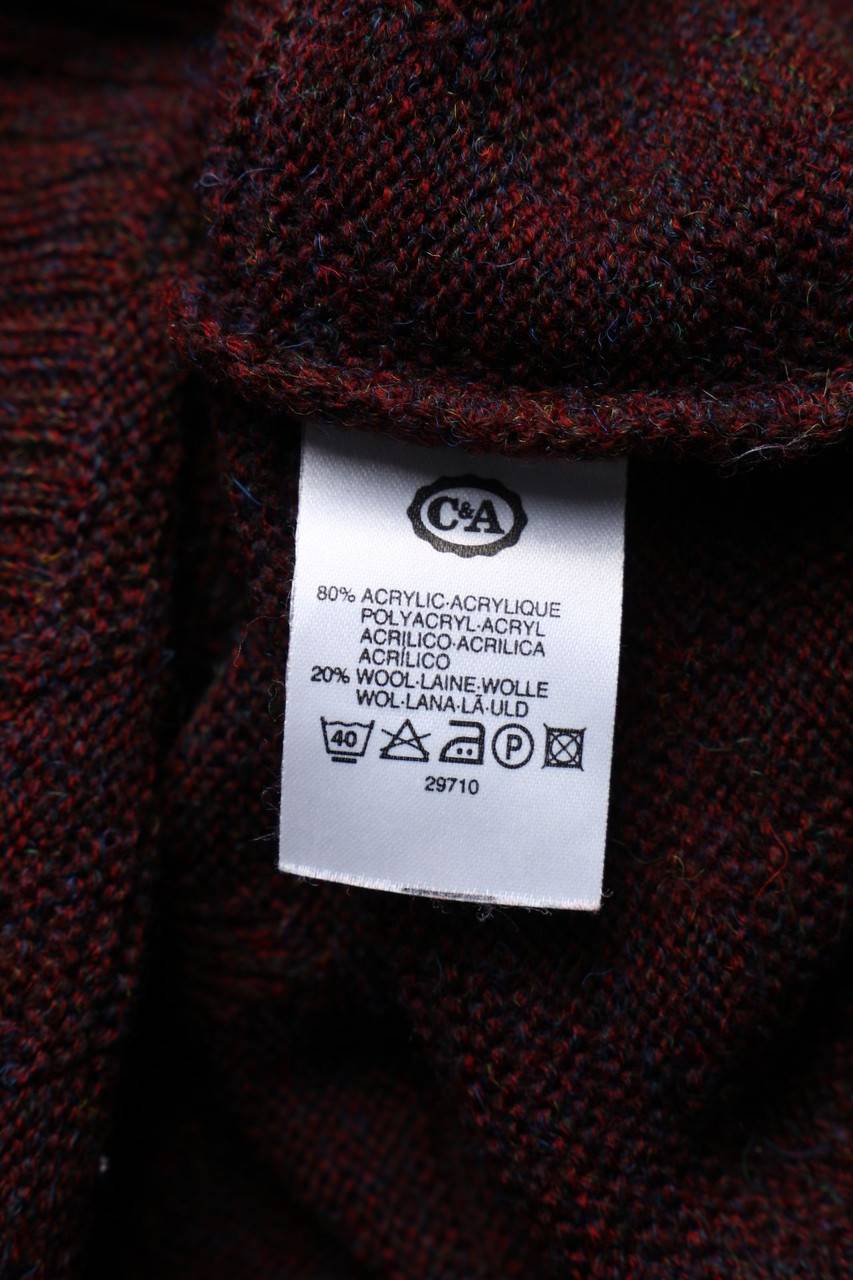 C&A
80% ACRYLIC·ACRYLIQUE
POLYACRYL·ACRYL
ACRILICO·ACRILICA
ACRÍLICO
20% WOOL·LAINE·WOLLE
WOL·LANA·LÃ·ULD
40 P
29710